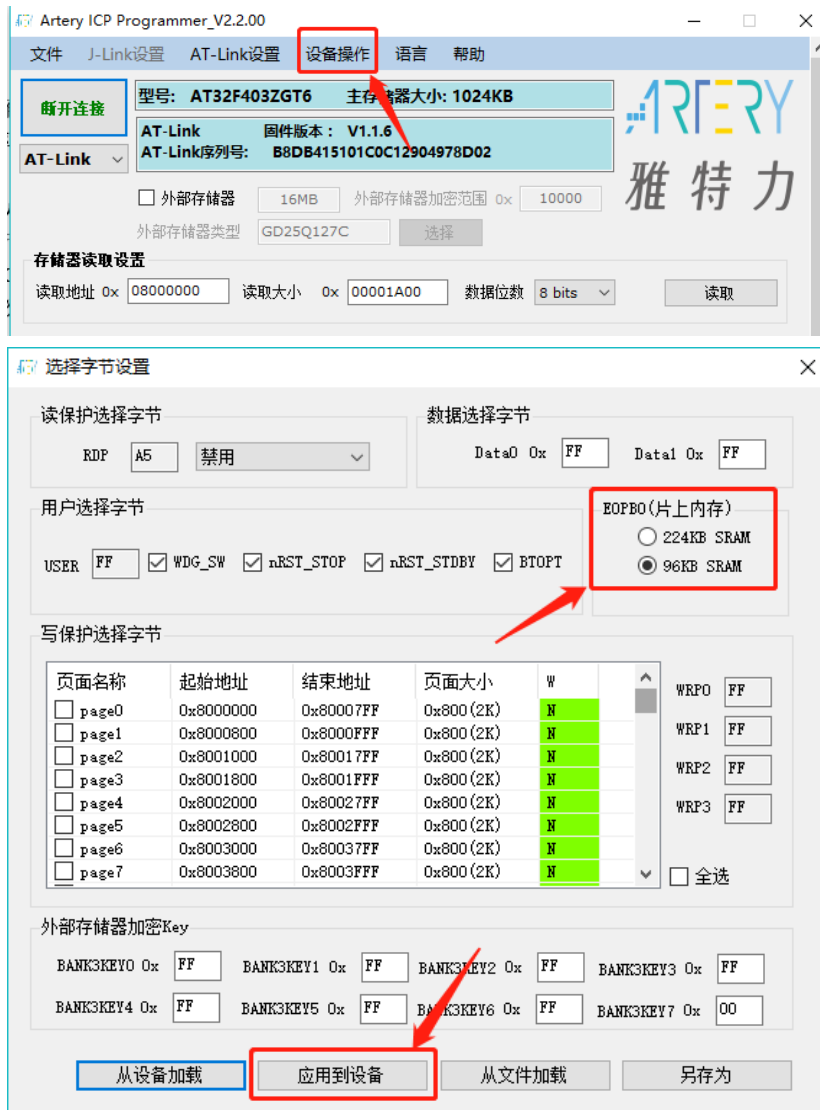 Artery ICP Programmer_V2.2.00
文件 J-Link设置 AT-Link设置 设备操作 语言 帮助
断开连接
型号: AT32F403ZGT6 主存储器大小: 1024KB
AT-Link 固件版本： V1.1.6
AT-Link序列号: B8DB415101C0C12904978D02
AT-Link
ARTERY
雅特力
外部存储器 16MB 外部存储器加密范围 0x 10000
外部存储器类型 GD25Q127C 选择
存储器读取设置
读取地址 0x 08000000 读取大小 0x 00001A00 数据位数 8 bits 读取
选择字节设置
读保护选择字节
RDP A5 禁用
数据选择字节
Data0 0x FF Data1 0x FF
用户选择字节
USER FF WDG_SW nRST_STOP nRST_STDBY BTOPT
EOPB0(片上内存)
224KB SRAM
96KB SRAM
写保护选择字节
页面名称 起始地址 结束地址 页面大小 W
page0 0x8000000 0x80007FF 0x800(2K) N
page1 0x8000800 0x8000FFF 0x800(2K) N
page2 0x8001000 0x80017FF 0x800(2K) N
page3 0x8001800 0x8001FFF 0x800(2K) N
page4 0x8002000 0x80027FF 0x800(2K) N
page5 0x8002800 0x8002FFF 0x800(2K) N
page6 0x8003000 0x80037FF 0x800(2K) N
page7 0x8003800 0x8003FFF 0x800(2K) N
WRP0 FF
WRP1 FF
WRP2 FF
WRP3 FF
全选
外部存储器加密Key
BANK3KEY0 0x FF BANK3KEY1 0x FF BANK3KEY2 0x FF BANK3KEY3 0x FF
BANK3KEY4 0x FF BANK3KEY5 0x FF BANK3KEY6 0x FF BANK3KEY7 0x 00
从设备加载 应用到设备 从文件加载 另存为